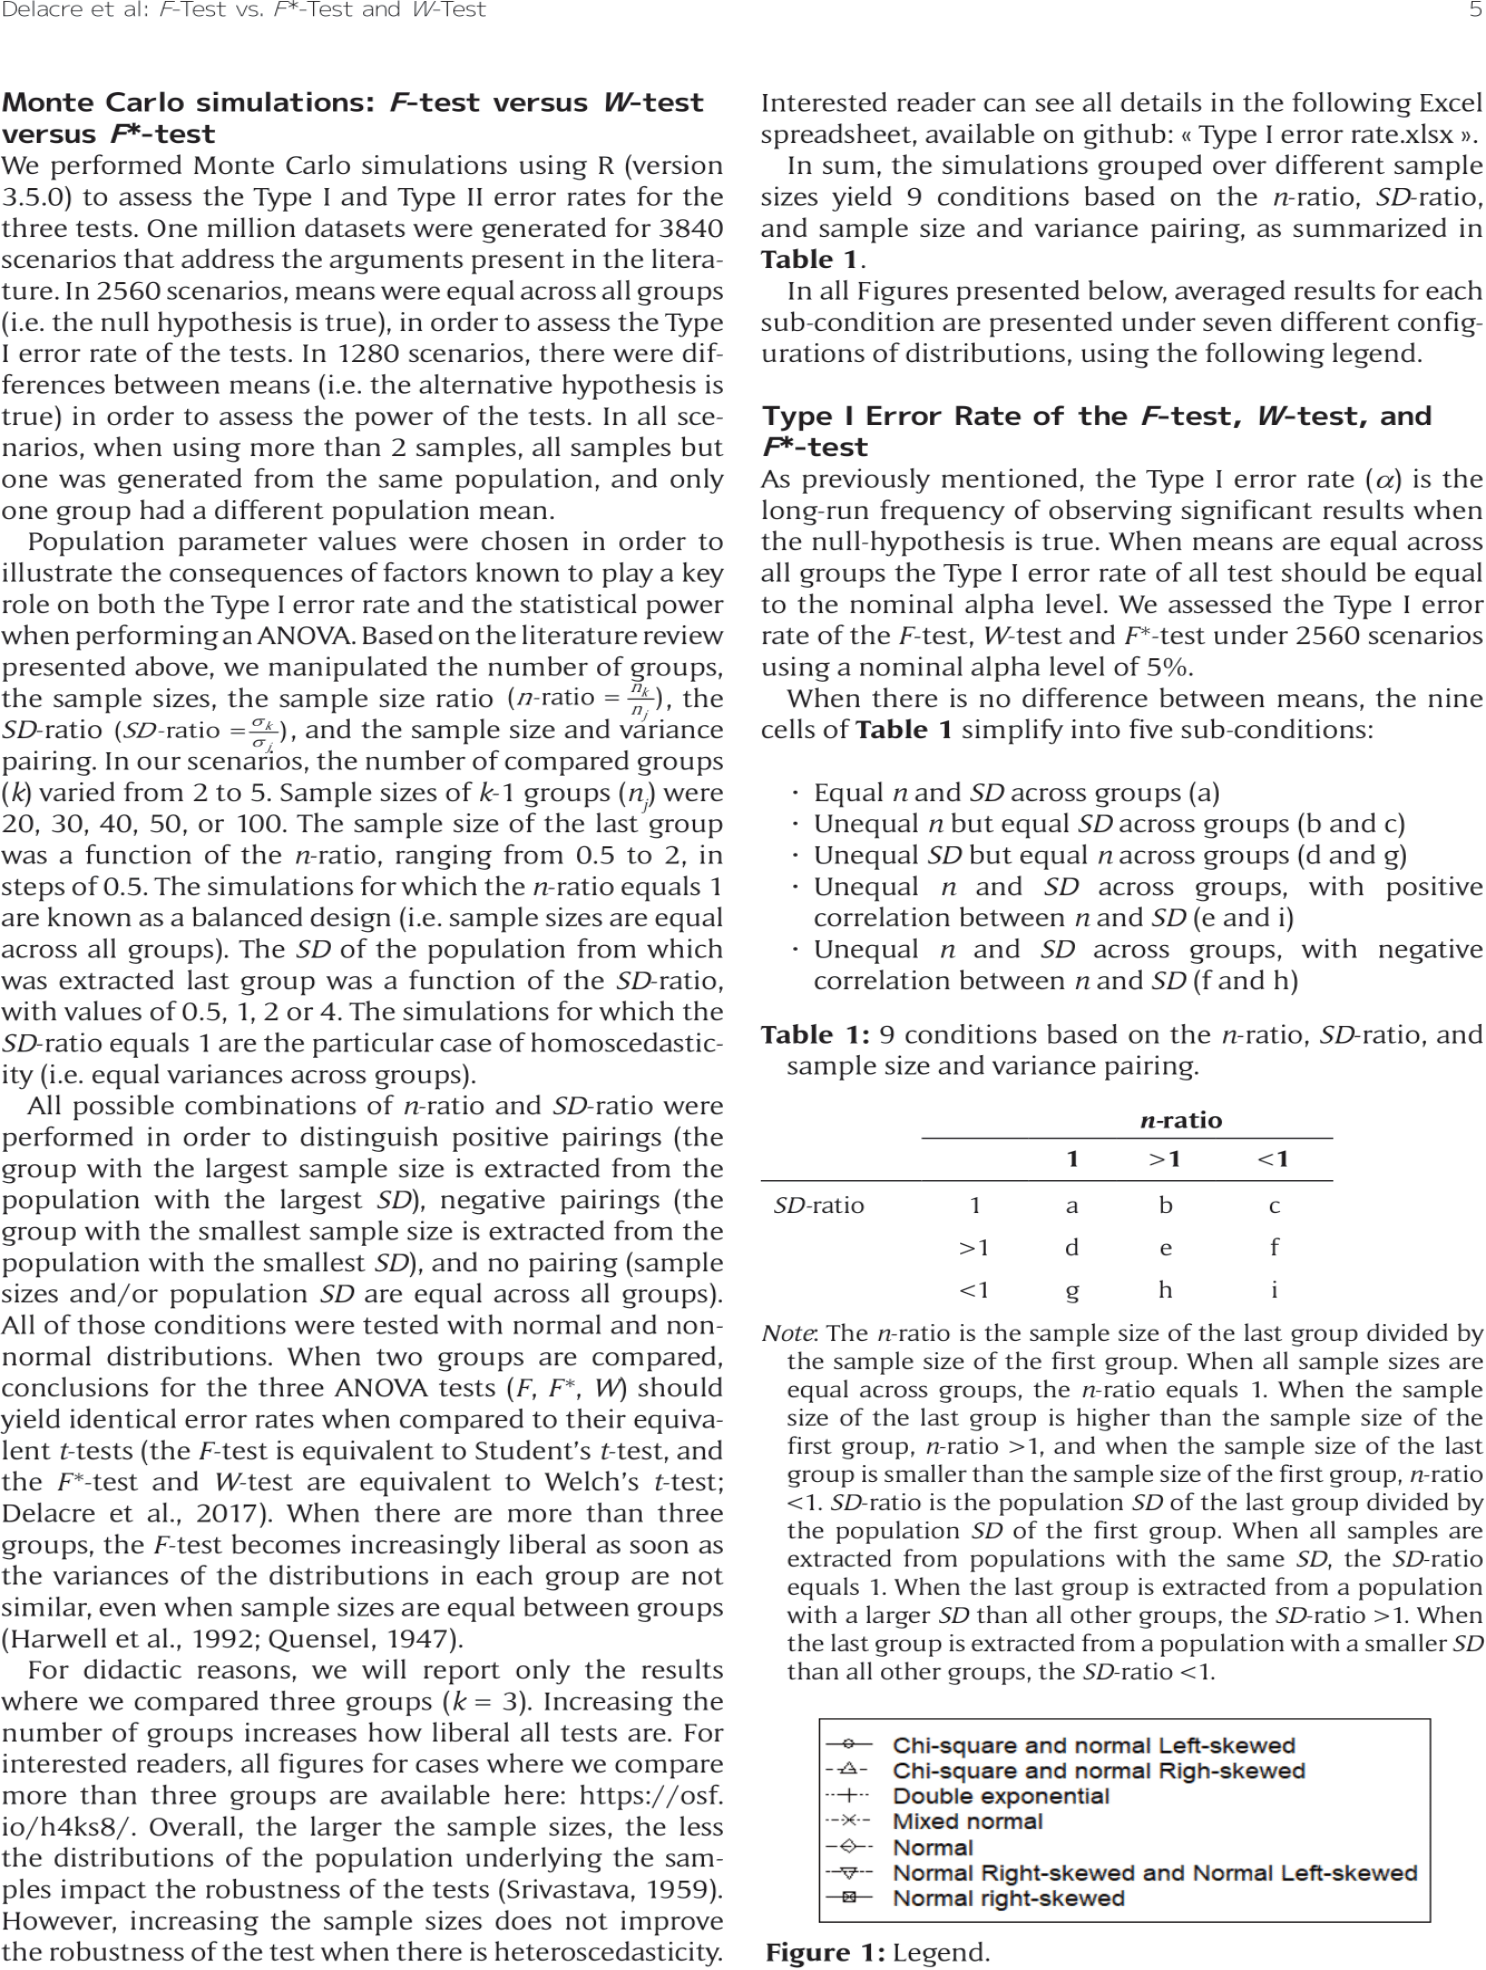 Delacre et al: F-Test vs. F*-Test and W-Test
5
Monte Carlo simulations: F-test versus W-test
versus F*-test
We performed Monte Carlo simulations using R (version
3.5.0) to assess the Type I and Type II error rates for the
three tests. One million datasets were generated for 3840
scenarios that address the arguments present in the litera-
ture. In 2560 scenarios, means were equal across all groups
(i.e. the null hypothesis is true), in order to assess the Type
I error rate of the tests. In 1280 scenarios, there were dif-
ferences between means (i.e. the alternative hypothesis is
true) in order to assess the power of the tests. In all sce-
narios, when using more than 2 samples, all samples but
one was generated from the same population, and only
one group had a different population mean.
Population parameter values were chosen in order to
illustrate the consequences of factors known to play a key
role on both the Type I error rate and the statistical power
when performing an ANOVA. Based on the literature review
presented above, we manipulated the number of groups,
the sample sizes, the sample size ratio (n-ratio = n_k/n_j), the
SD-ratio (SD-ratio = σ_k/σ_j), and the sample size and variance
pairing. In our scenarios, the number of compared groups
(k) varied from 2 to 5. Sample sizes of k-1 groups (n_j) were
20, 30, 40, 50, or 100. The sample size of the last group
was a function of the n-ratio, ranging from 0.5 to 2, in
steps of 0.5. The simulations for which the n-ratio equals 1
are known as a balanced design (i.e. sample sizes are equal
across all groups). The SD of the population from which
was extracted last group was a function of the SD-ratio,
with values of 0.5, 1, 2 or 4. The simulations for which the
SD-ratio equals 1 are the particular case of homoscedastic-
ity (i.e. equal variances across groups).
All possible combinations of n-ratio and SD-ratio were
performed in order to distinguish positive pairings (the
group with the largest sample size is extracted from the
population with the largest SD), negative pairings (the
group with the smallest sample size is extracted from the
population with the smallest SD), and no pairing (sample
sizes and/or population SD are equal across all groups).
All of those conditions were tested with normal and non-
normal distributions. When two groups are compared,
conclusions for the three ANOVA tests (F, F*, W) should
yield identical error rates when compared to their equiva-
lent t-tests (the F-test is equivalent to Student's t-test, and
the F*-test and W-test are equivalent to Welch's t-test;
Delacre et al., 2017). When there are more than three
groups, the F-test becomes increasingly liberal as soon as
the variances of the distributions in each group are not
similar, even when sample sizes are equal between groups
(Harwell et al., 1992; Quensel, 1947).
For didactic reasons, we will report only the results
where we compared three groups (k = 3). Increasing the
number of groups increases how liberal all tests are. For
interested readers, all figures for cases where we compare
more than three groups are available here: https://osf.
io/h4ks8/. Overall, the larger the sample sizes, the less
the distributions of the population underlying the sam-
ples impact the robustness of the tests (Srivastava, 1959).
However, increasing the sample sizes does not improve
the robustness of the test when there is heteroscedasticity.
Interested reader can see all details in the following Excel
spreadsheet, available on github: « Type I error rate.xlsx ».
In sum, the simulations grouped over different sample
sizes yield 9 conditions based on the n-ratio, SD-ratio,
and sample size and variance pairing, as summarized in
Table 1.
In all Figures presented below, averaged results for each
sub-condition are presented under seven different config-
urations of distributions, using the following legend.
Type I Error Rate of the F-test, W-test, and
F*-test
As previously mentioned, the Type I error rate (α) is the
long-run frequency of observing significant results when
the null-hypothesis is true. When means are equal across
all groups the Type I error rate of all test should be equal
to the nominal alpha level. We assessed the Type I error
rate of the F-test, W-test and F*-test under 2560 scenarios
using a nominal alpha level of 5%.
When there is no difference between means, the nine
cells of Table 1 simplify into five sub-conditions:
· Equal n and SD across groups (a)
· Unequal n but equal SD across groups (b and c)
· Unequal SD but equal n across groups (d and g)
· Unequal n and SD across groups, with positive
correlation between n and SD (e and i)
· Unequal n and SD across groups, with negative
correlation between n and SD (f and h)
Table 1: 9 conditions based on the n-ratio, SD-ratio, and
sample size and variance pairing.
n-ratio
1 >1 <1
SD-ratio 1 a b c
>1 d e f
<1 g h i
Note: The n-ratio is the sample size of the last group divided by
the sample size of the first group. When all sample sizes are
equal across groups, the n-ratio equals 1. When the sample
size of the last group is higher than the sample size of the
first group, n-ratio >1, and when the sample size of the last
group is smaller than the sample size of the first group, n-ratio
<1. SD-ratio is the population SD of the last group divided by
the population SD of the first group. When all samples are
extracted from populations with the same SD, the SD-ratio
equals 1. When the last group is extracted from a population
with a larger SD than all other groups, the SD-ratio >1. When
the last group is extracted from a population with a smaller SD
than all other groups, the SD-ratio <1.
Chi-square and normal Left-skewed
Chi-square and normal Righ-skewed
Double exponential
Mixed normal
Normal
Normal Right-skewed and Normal Left-skewed
Normal right-skewed
Figure 1: Legend.